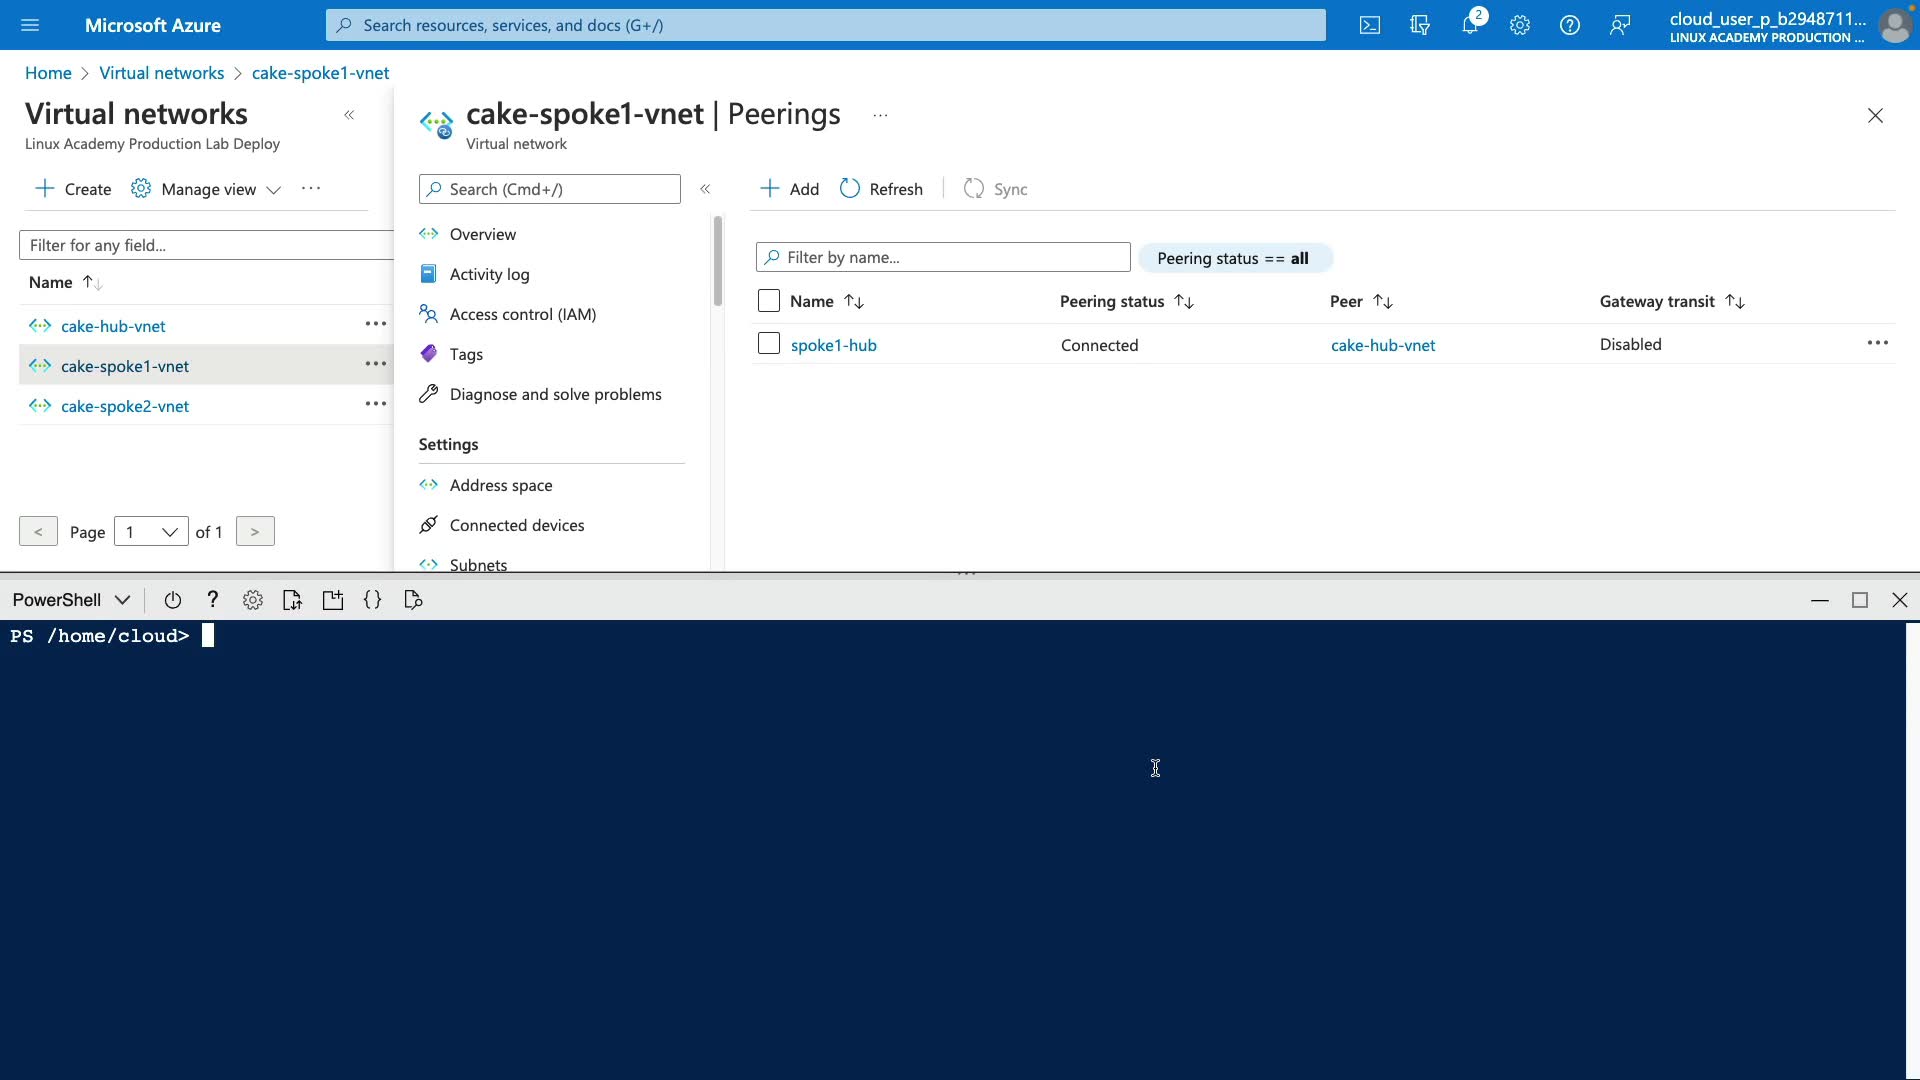 Microsoft Azure
Search resources, services, and docs (G+/)
2
cloud_user_p_b2948711...
LINUX ACADEMY PRODUCTION ...
Home > Virtual networks > cake-spoke1-vnet
Virtual networks
«
Linux Academy Production Lab Deploy
Create
Manage view
...
Filter for any field...
Name
cake-hub-vnet
...
cake-spoke1-vnet
...
cake-spoke2-vnet
...
< Page 1 of 1 >
cake-spoke1-vnet | Peerings
...
Virtual network
Search (Cmd+/)
«
Overview
Activity log
Access control (IAM)
Tags
Diagnose and solve problems
Settings
Address space
Connected devices
Subnets
Add
Refresh
Sync
Filter by name...
Peering status == all
Name
Peering status
Peer
Gateway transit
spoke1-hub
Connected
cake-hub-vnet
Disabled
...
PowerShell
?
{}
PS /home/cloud>